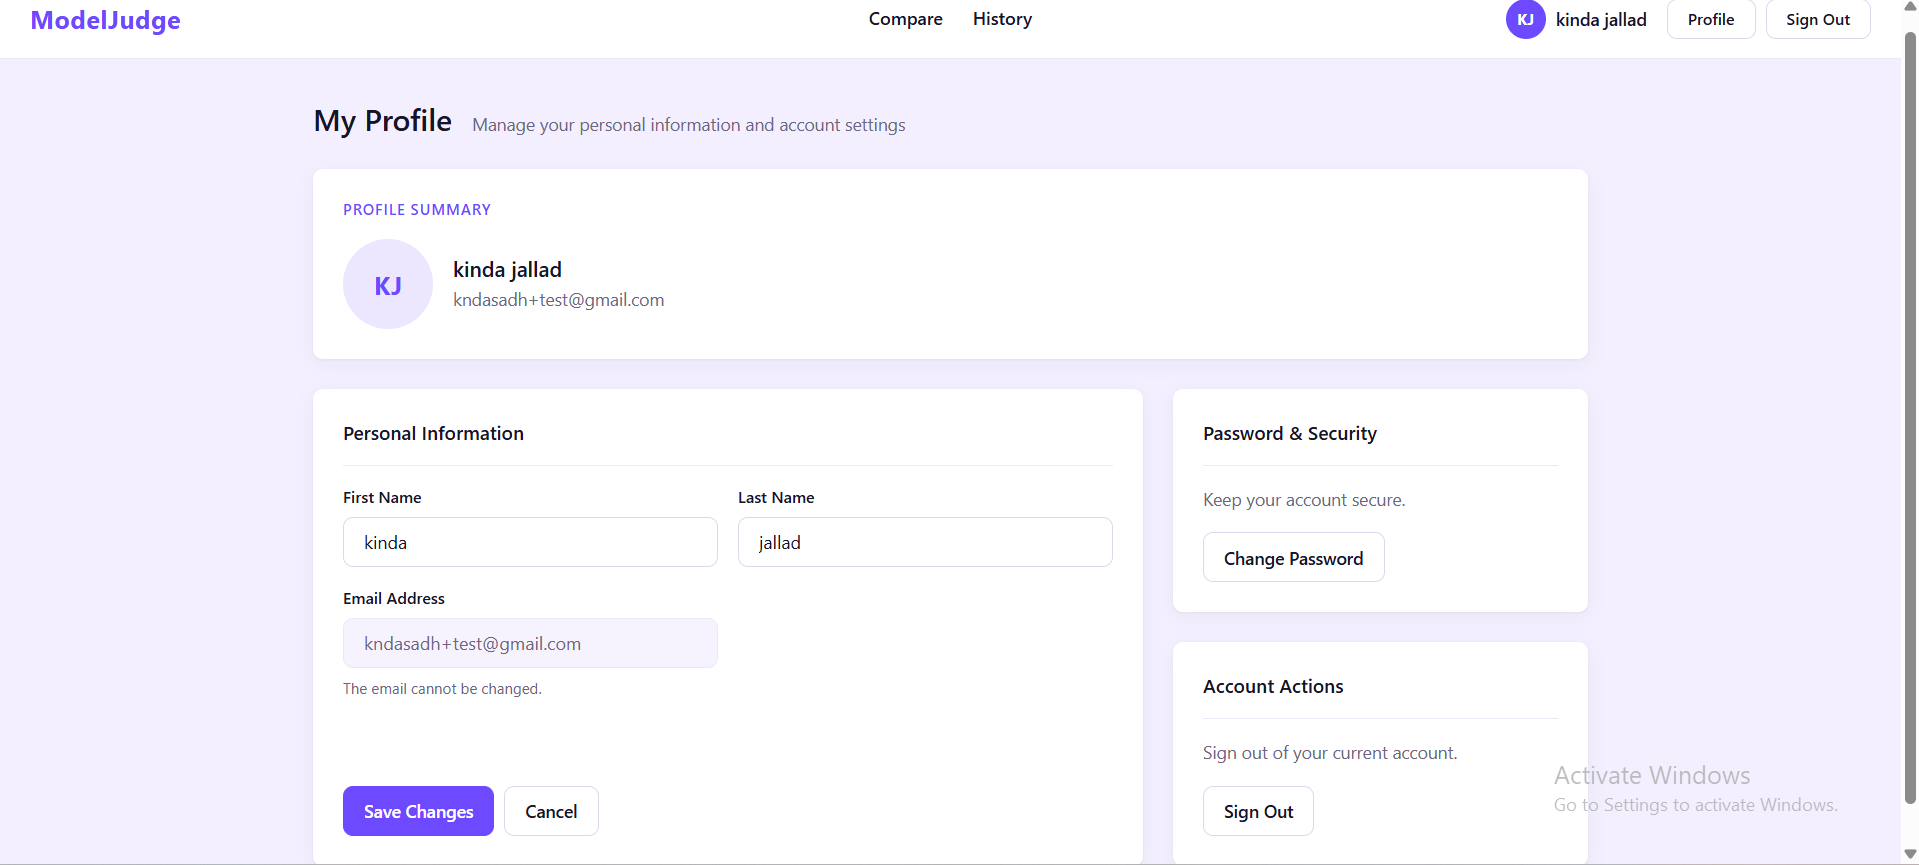 ModelJudge
Compare
History
KJ
kinda jallad
Profile
Sign Out
My Profile
Manage your personal information and account settings
PROFILE SUMMARY
KJ
kinda jallad
kndasadh+test@gmail.com
Personal Information
First Name
Last Name
kinda
jallad
Email Address
kndasadh+test@gmail.com
The email cannot be changed.
Save Changes
Cancel
Password & Security
Keep your account secure.
Change Password
Account Actions
Sign out of your current account.
Sign Out
Activate Windows
Go to Settings to activate Windows.